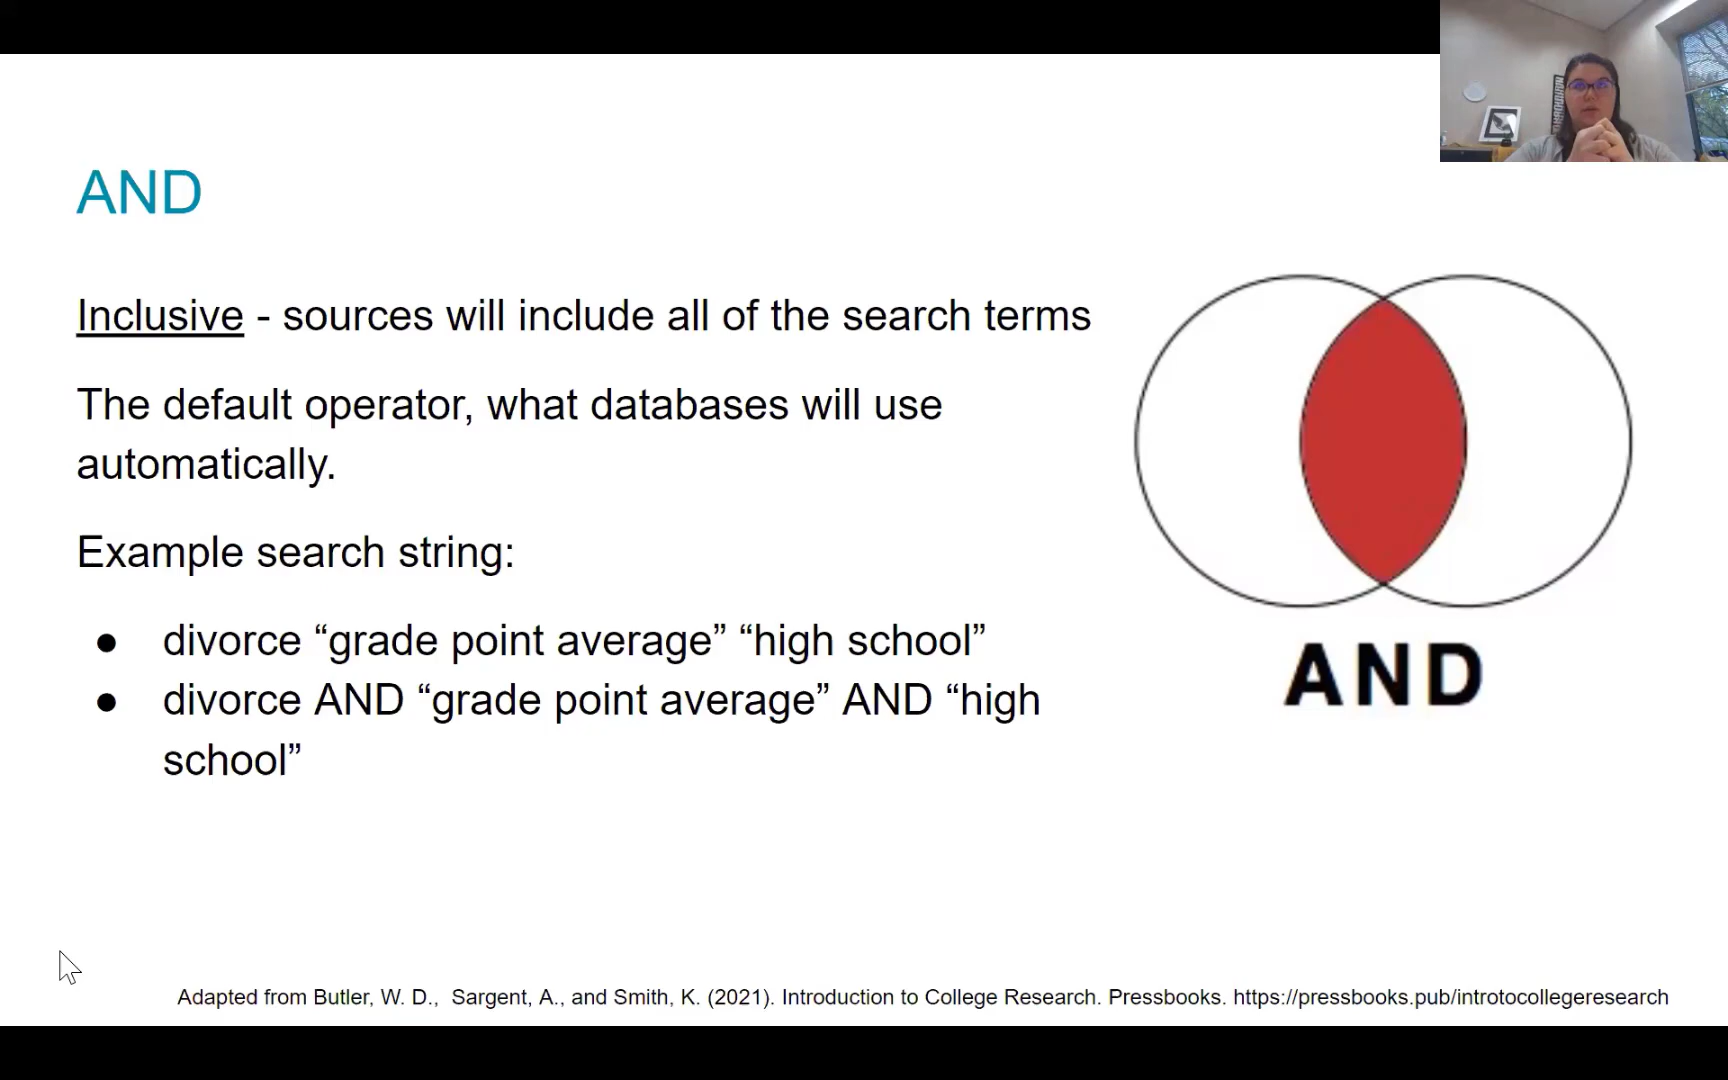 AND
Inclusive - sources will include all of the search terms
The default operator, what databases will use
automatically.
Example search string:
● divorce “grade point average” “high school”
● divorce AND “grade point average” AND “high
school”
AND
Adapted from Butler, W. D., Sargent, A., and Smith, K. (2021). Introduction to College Research. Pressbooks. https://pressbooks.pub/introtocollegeresearch